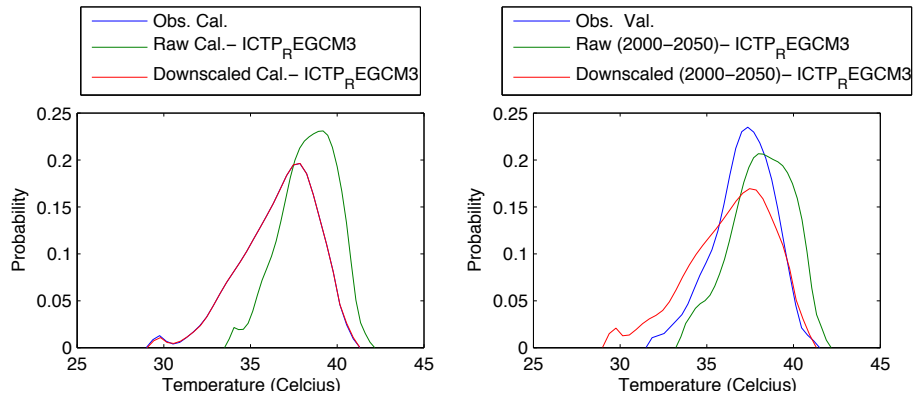 Obs. Cal.
Raw Cal.− ICTP_REGCM3
Downscaled Cal.− ICTP_REGCM3
0.25
0.2
0.15
0.1
0.05
0
Probability
25
30
35
40
45
Temperature (Celcius)
Obs. Val.
Raw (2000−2050)− ICTP_REGCM3
Downscaled (2000−2050)− ICTP_REGCM3
0.25
0.2
0.15
0.1
0.05
0
Probability
25
30
35
40
45
Temperature (Celcius)